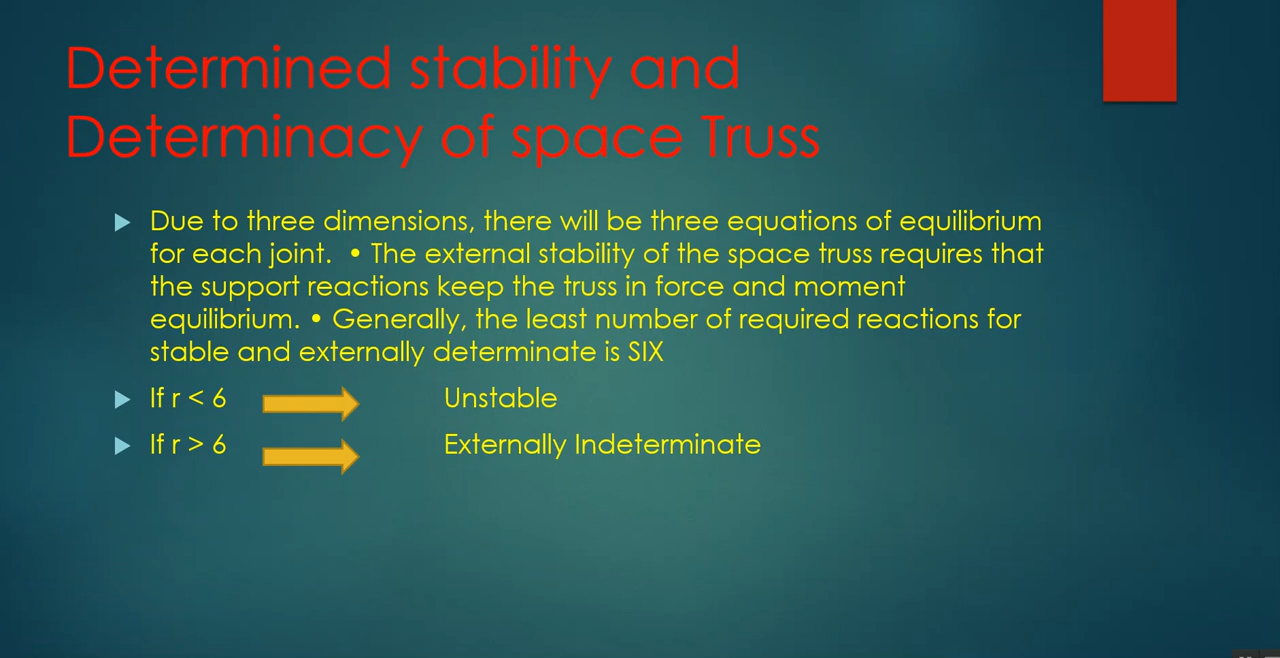 Determined stability and
Determinacy of space Truss
Due to three dimensions, there will be three equations of equilibrium
for each joint. • The external stability of the space truss requires that
the support reactions keep the truss in force and moment
equilibrium. • Generally, the least number of required reactions for
stable and externally determinate is SIX
If r < 6 Unstable
If r > 6 Externally Indeterminate